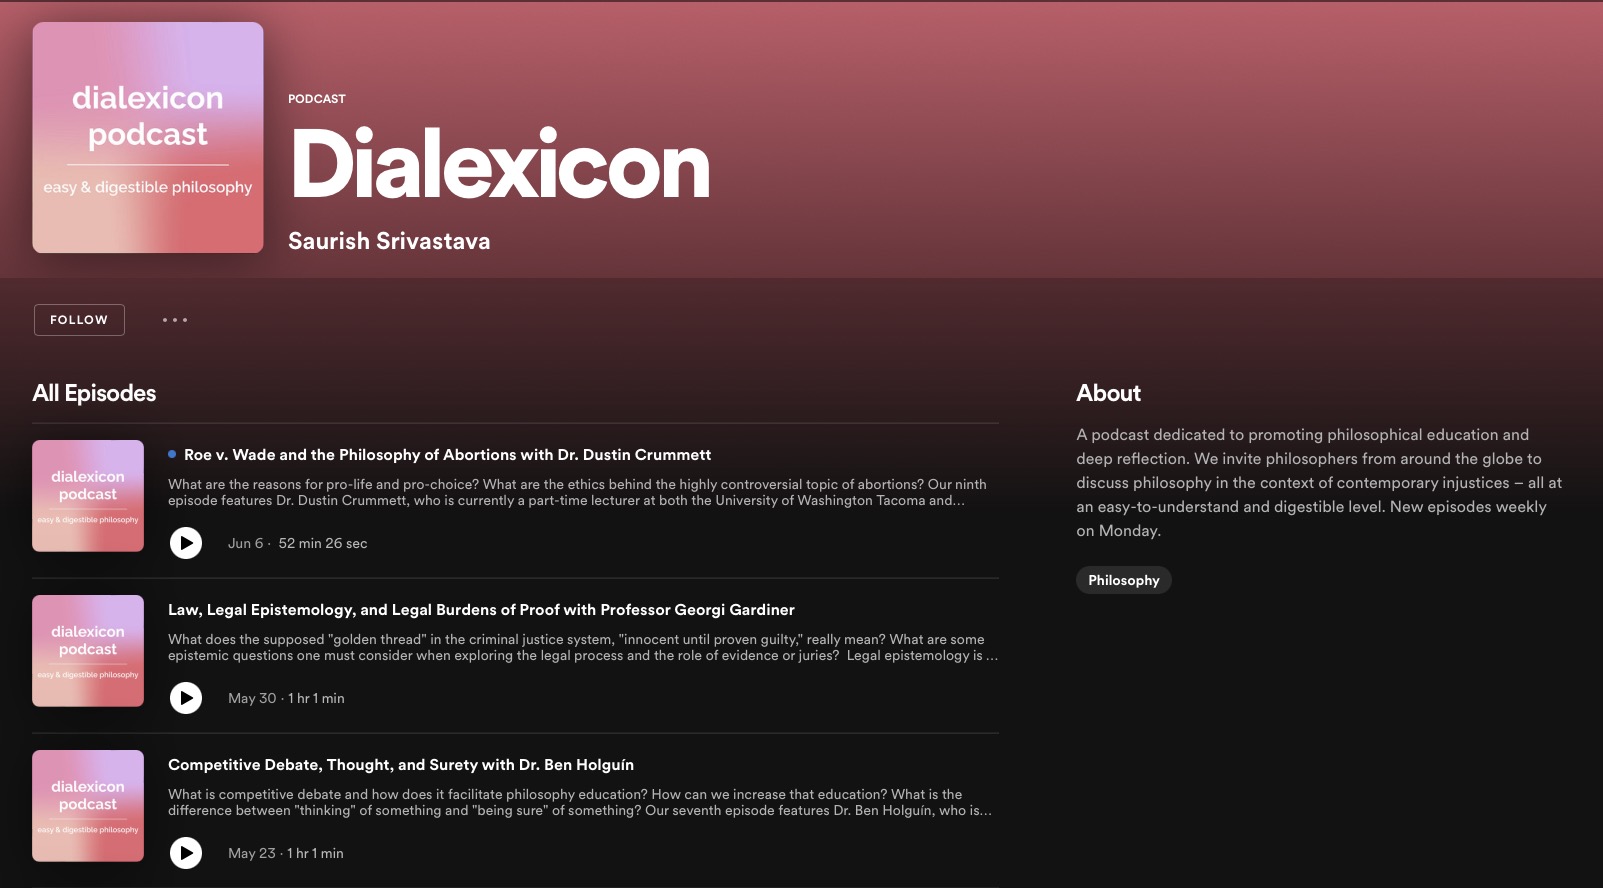 dialexicon
podcast
easy & digestible philosophy
PODCAST
Dialexicon
Saurish Srivastava
FOLLOW
All Episodes
dialexicon
podcast
easy & digestible philosophy
Roe v. Wade and the Philosophy of Abortions with Dr. Dustin Crummett
What are the reasons for pro-life and pro-choice? What are the ethics behind the highly controversial topic of abortions? Our ninth
episode features Dr. Dustin Crummett, who is currently a part-time lecturer at both the University of Washington Tacoma and...
Jun 6 · 52 min 26 sec
dialexicon
podcast
easy & digestible philosophy
Law, Legal Epistemology, and Legal Burdens of Proof with Professor Georgi Gardiner
What does the supposed "golden thread" in the criminal justice system, "innocent until proven guilty," really mean? What are some
epistemic questions one must consider when exploring the legal process and the role of evidence or juries?  Legal epistemology is ...
May 30 · 1 hr 1 min
dialexicon
podcast
easy & digestible philosophy
Competitive Debate, Thought, and Surety with Dr. Ben Holguín
What is competitive debate and how does it facilitate philosophy education? How can we increase that education? What is the
difference between "thinking" of something and "being sure" of something? Our seventh episode features Dr. Ben Holguín, who is...
May 23 · 1 hr 1 min
About
A podcast dedicated to promoting philosophical education and
deep reflection. We invite philosophers from around the globe to
discuss philosophy in the context of contemporary injustices – all at
an easy-to-understand and digestible level. New episodes weekly
on Monday.
Philosophy